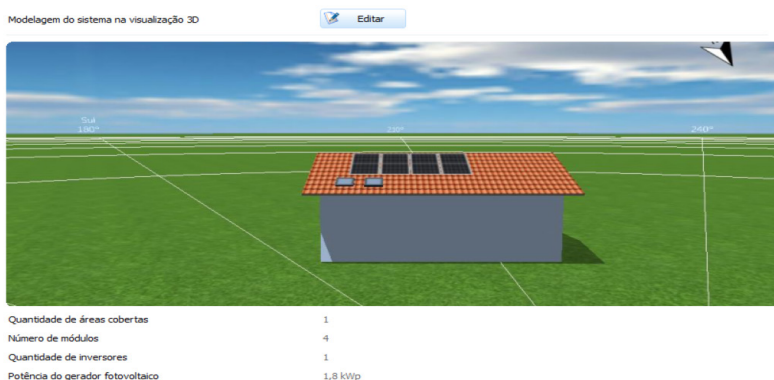 Modelagem do sistema na visualização 3D
Editar
Sul
180°
210°
240°
Quantidade de áreas cobertas 1
Número de módulos 4
Quantidade de inversores 1
Potência do gerador fotovoltaico 1,8 kWp